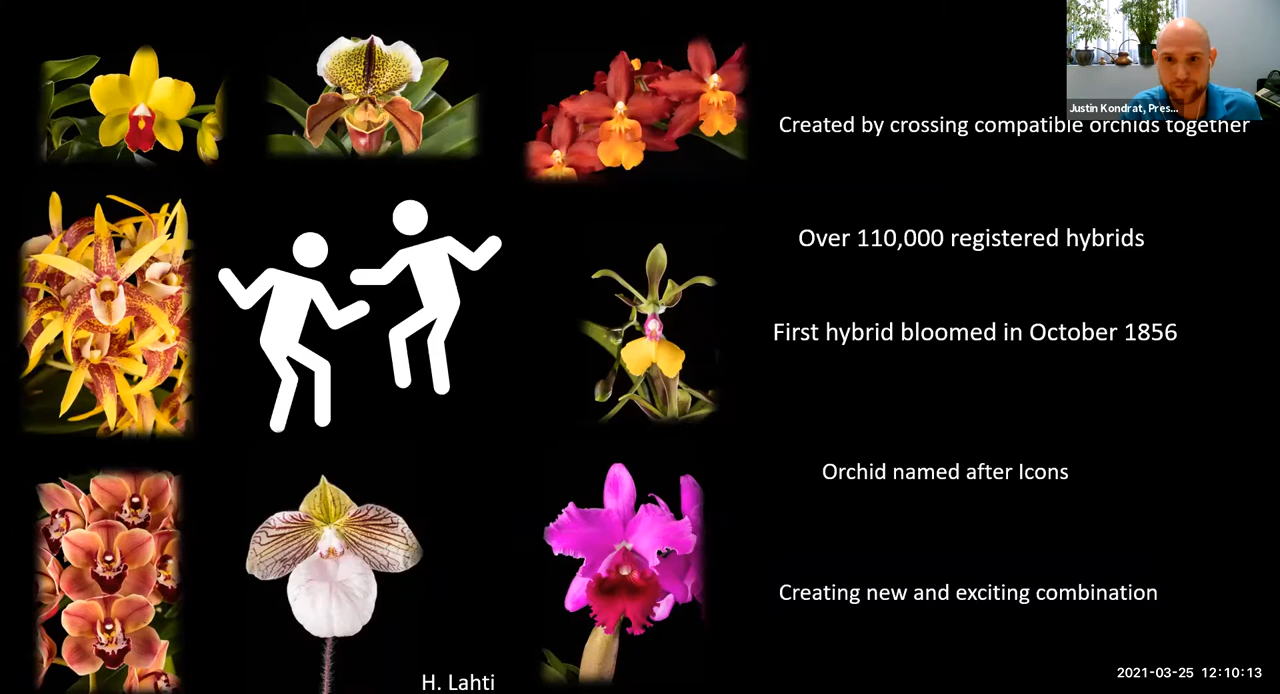 Justin Kondrat, Pres...
Created by crossing compatible orchids together
Over 110,000 registered hybrids
First hybrid bloomed in October 1856
Orchid named after Icons
Creating new and exciting combination
H. Lahti
2021-03-25 12:10:13